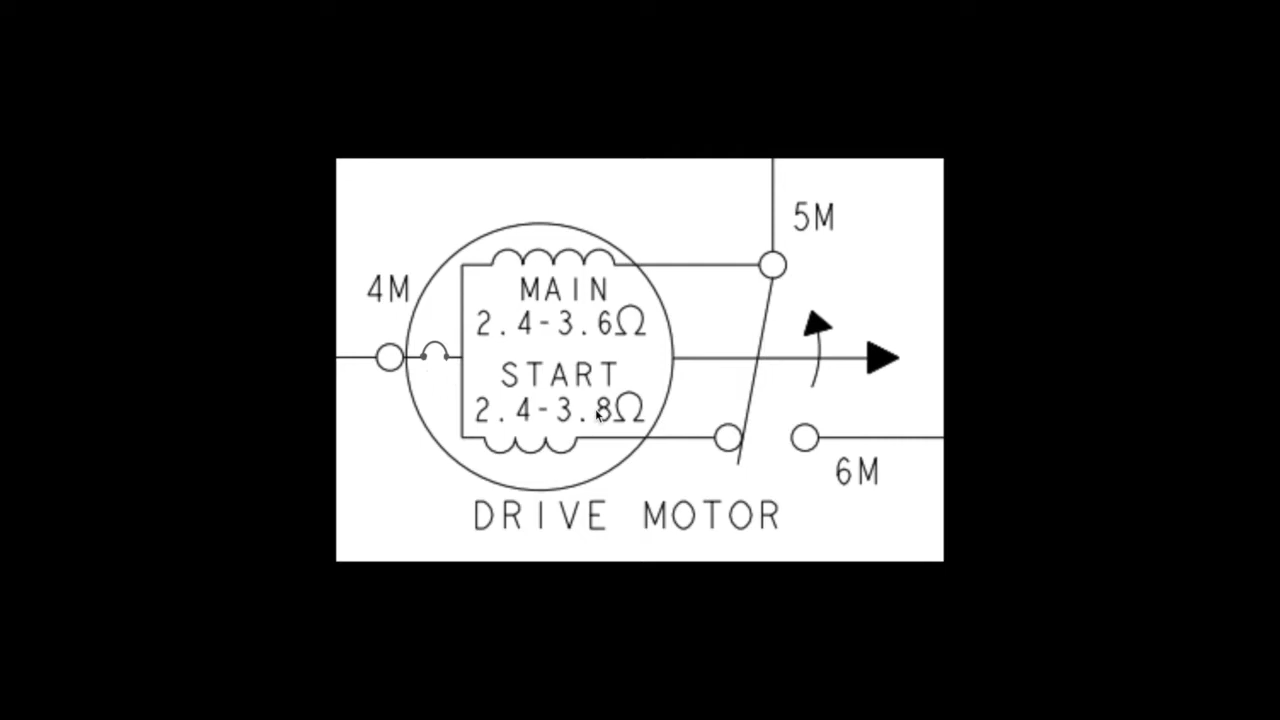 5M
4M
MAIN
2.4-3.6Ω
START
2.4-3.8Ω
6M
DRIVE MOTOR